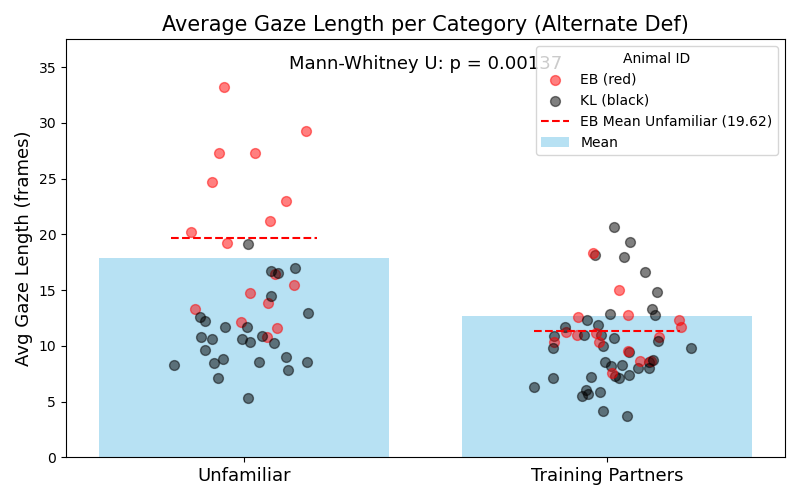 Average Gaze Length per Category (Alternate Def)
Mann-Whitney U: p = 0.00137
Animal ID
EB (red)
KL (black)
EB Mean Unfamiliar (19.62)
Mean
Avg Gaze Length (frames)
35
30
25
20
15
10
5
0
Unfamiliar
Training Partners